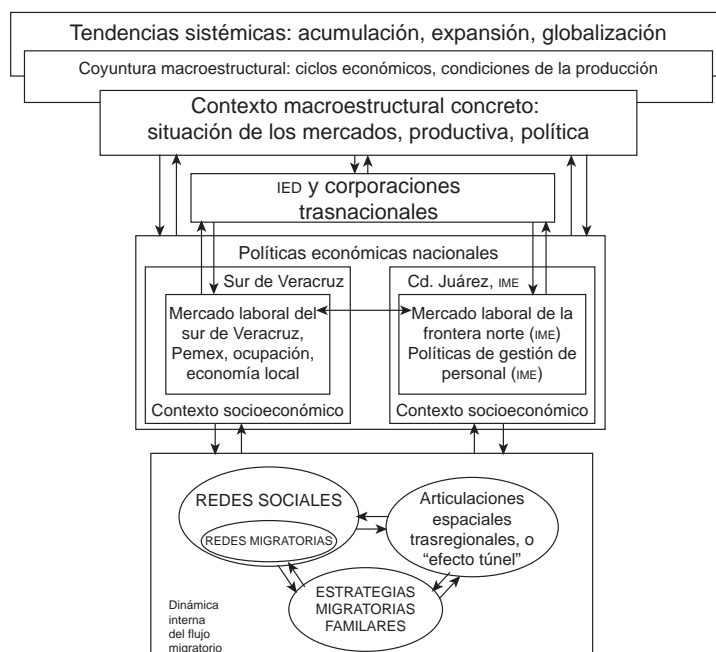 Tendencias sistémicas: acumulación, expansión, globalización
Coyuntura macroestructural: ciclos económicos, condiciones de la producción
Contexto macroestructural concreto:
situación de los mercados, productiva, política
IED y corporaciones
trasnacionales
Políticas económicas nacionales
Sur de Veracruz
Mercado laboral del
sur de Veracruz,
Pemex, ocupación,
economía local
Contexto socioeconómico
Cd. Juárez, IME
Mercado laboral de la
frontera norte (IME)
Políticas de gestión de
personal (IME)
Contexto socioeconómico
REDES SOCIALES
REDES MIGRATORIAS
Articulaciones
espaciales
trasregionales, o
“efecto túnel”
ESTRATEGIAS
MIGRATORIAS
FAMILARES
Dinámica
interna
del flujo
migratorio